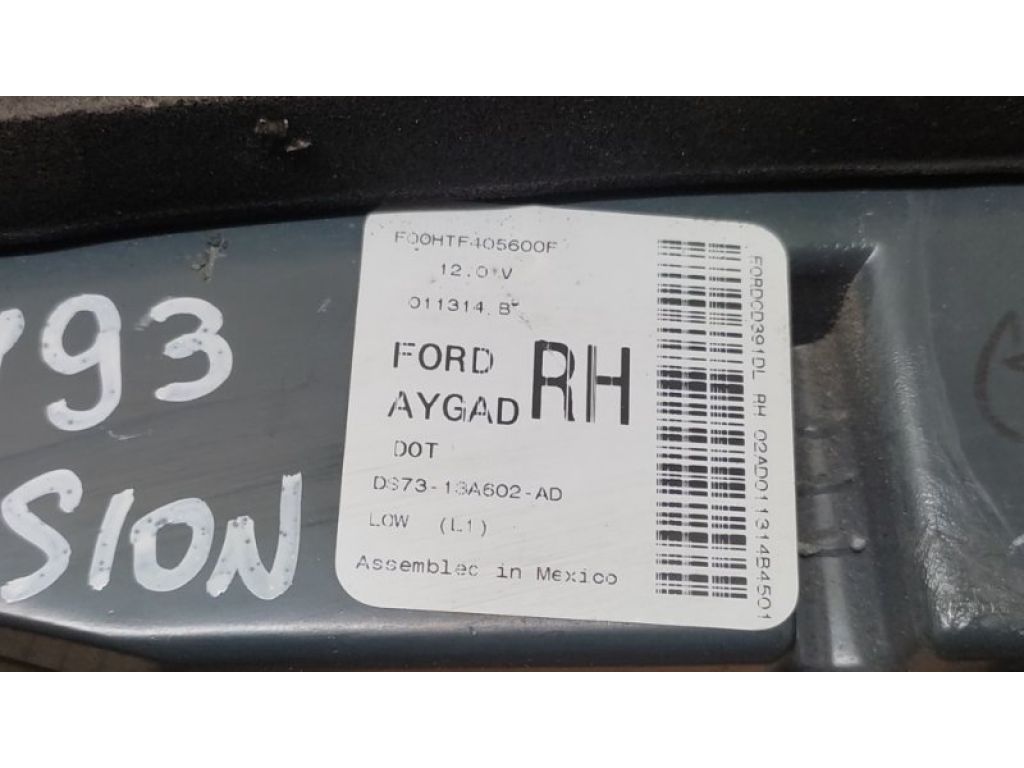 93
SION
F00HTF405600F
12.0 V
011314 B
FORD RH
AYGAD
DOT
DS73-13A602-AD
LOW (L1)
Assembled in Mexico
FORDCD391DL RH 02AD011314B4501